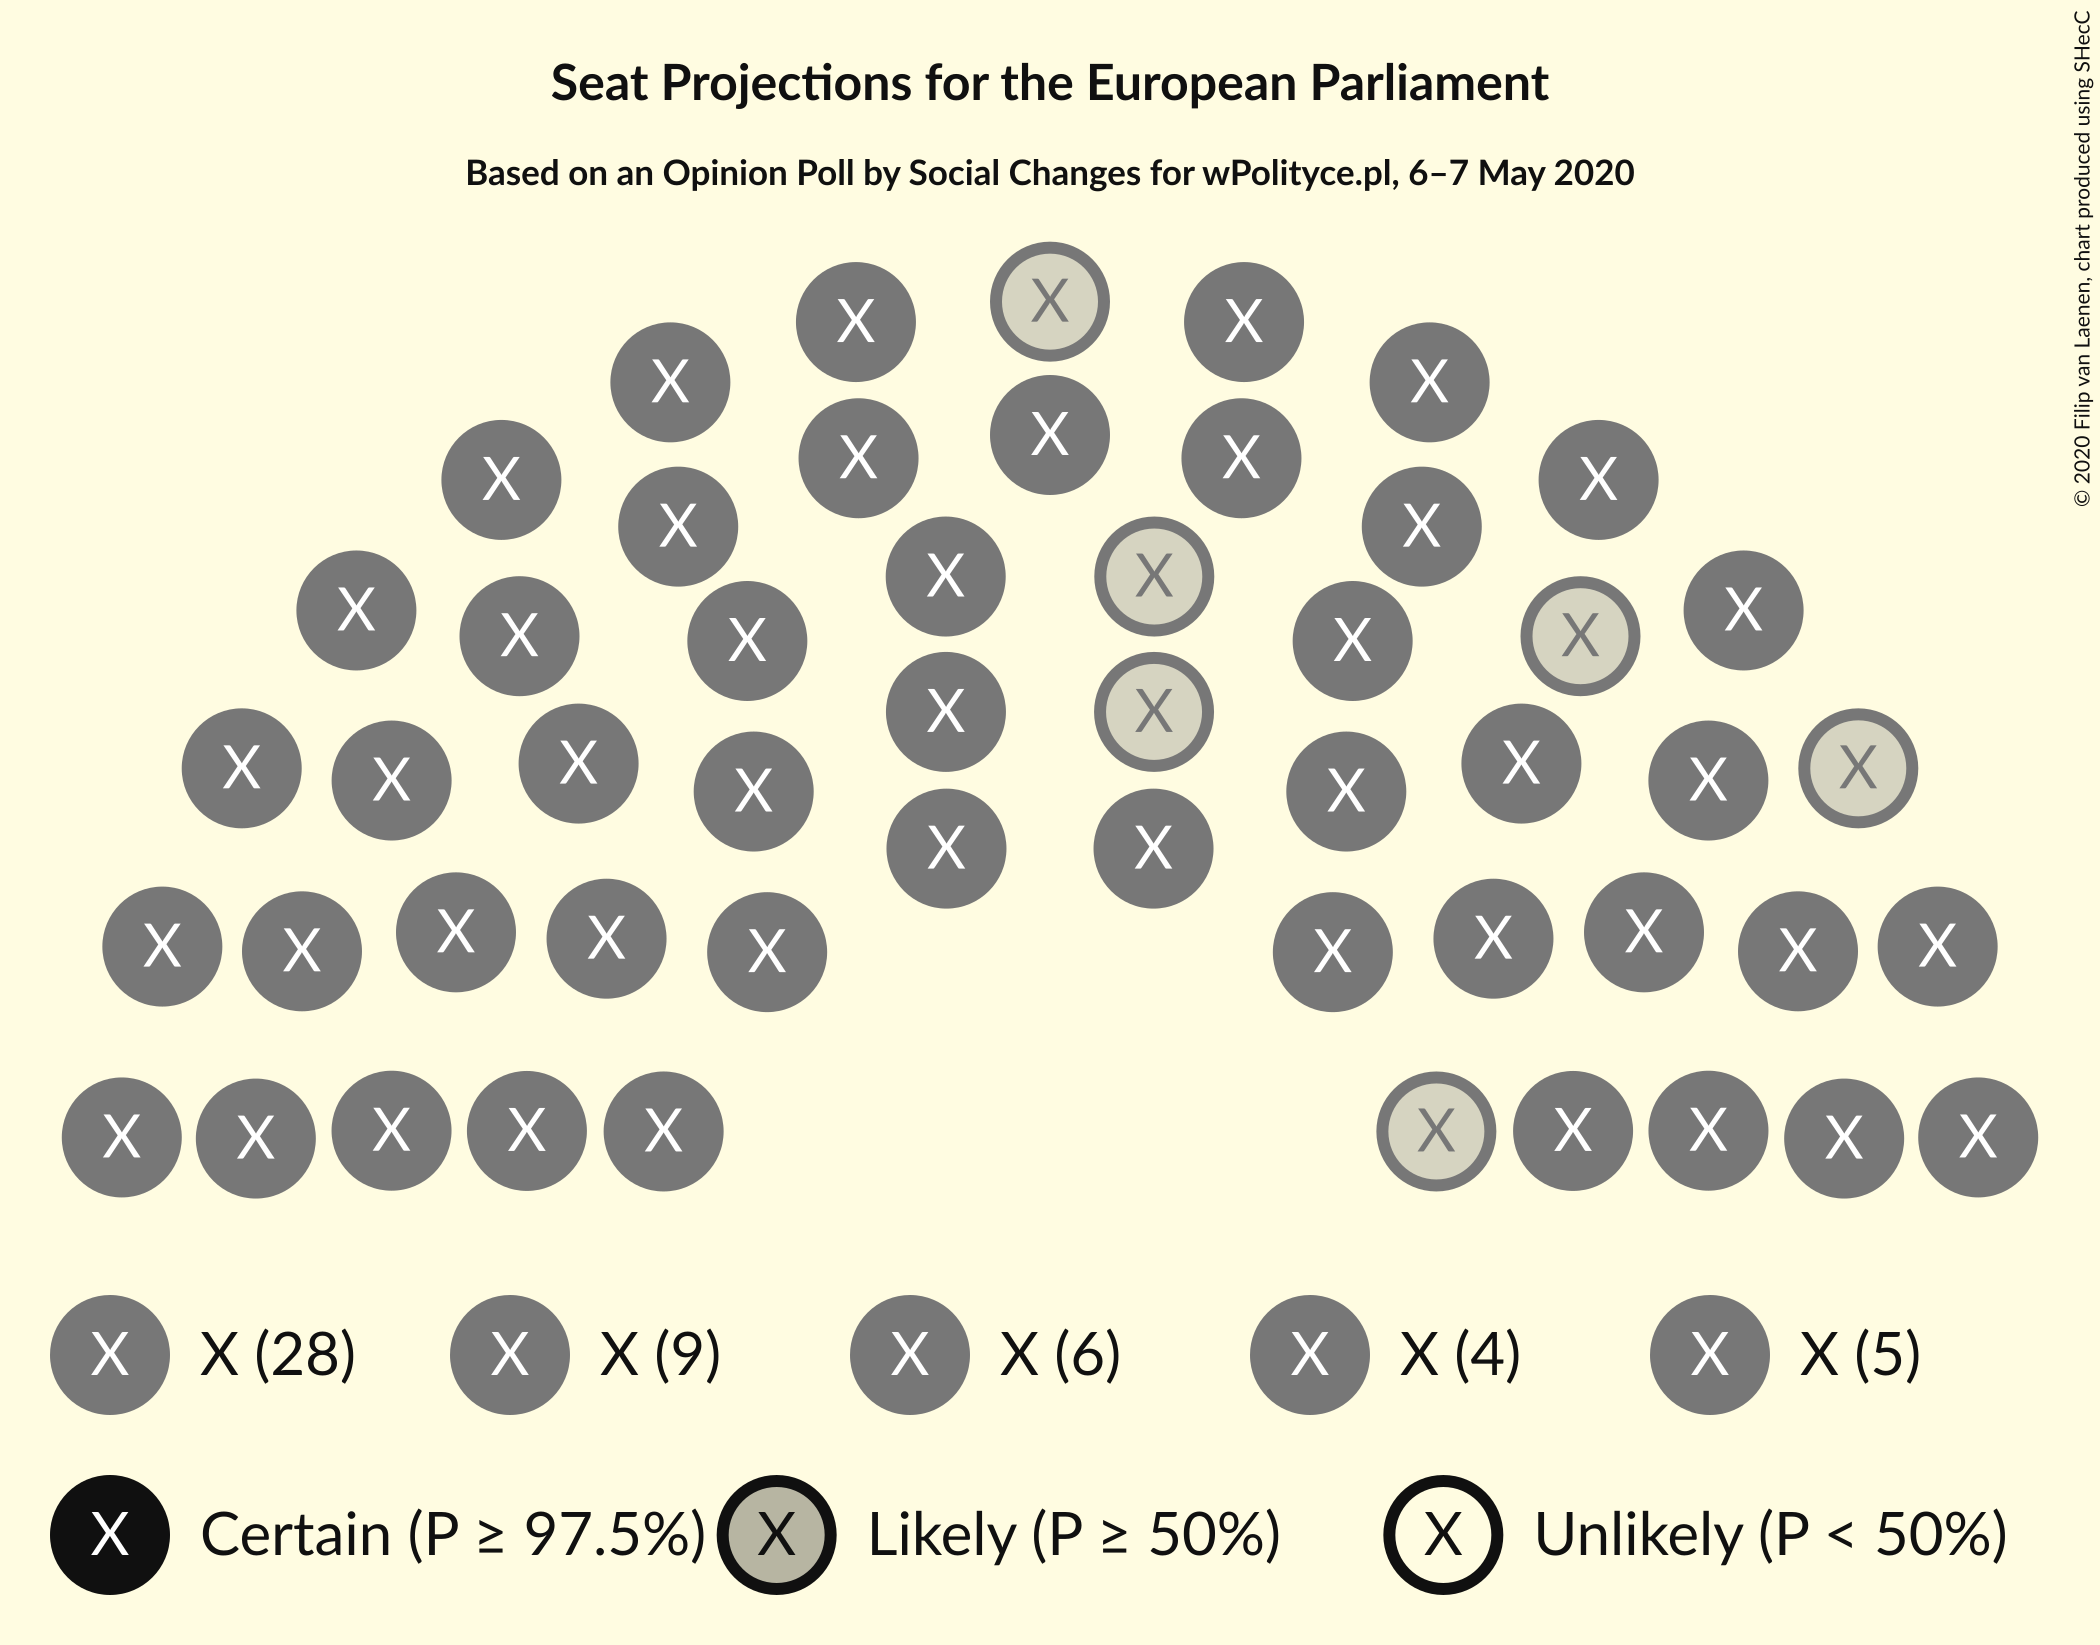 Seat Projections for the European Parliament
Based on an Opinion Poll by Social Changes for wPolityce.pl, 6–7 May 2020
© 2020 Filip van Laenen, chart produced using SHecC
X
X X
X X
X
X X
X X
X X
X X
X X
X X
X X
X X
X X
X X
X X X X
X X
X X
X X
X X X X
X X X X
X X
X X X X
X X X X X X X X X X
X X (28) X X (9) X X (6) X X (4) X X (5)
X Certain (P ≥ 97.5%) X Likely (P ≥ 50%) X Unlikely (P < 50%)